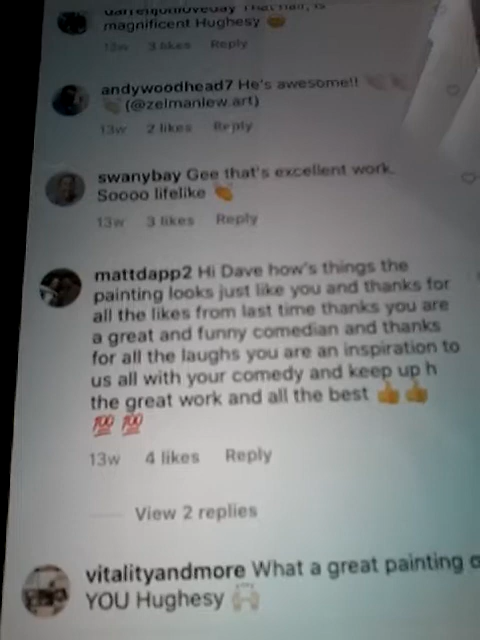 magnificent Hughesy
13w 3 likes Reply
andywoodhead7 He's awesome!!
(@zelmanlew.art)
13w 2 likes Reply
swanybay Gee that's excellent work.
Soooo lifelike
13w 3 likes Reply
mattdapp2 Hi Dave how's things the
painting looks just like you and thanks for
all the likes from last time thanks you are
a great and funny comedian and thanks
for all the laughs you are an inspiration to
us all with your comedy and keep up h
the great work and all the best 👍👍
💯 💯
13w 4 likes Reply
View 2 replies
vitalityandmore What a great painting
YOU Hughesy